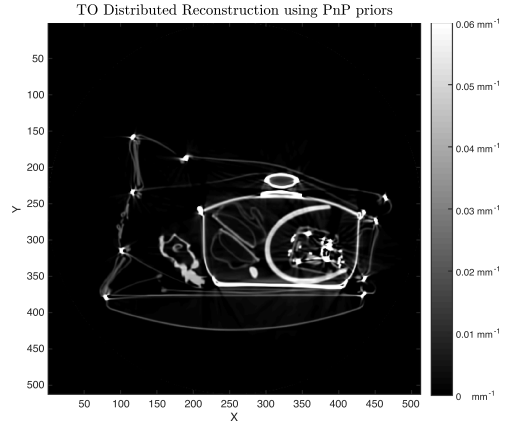 TO Distributed Reconstruction using PnP priors
0.06 mm-1
50
100
0.05 mm-1
150
200
0.04 mm-1
250
Y
0.03 mm-1
300
350
0.02 mm-1
400
0.01 mm-1
450
500
0 mm-1
50 100 150 200 250 300 350 400 450 500
X